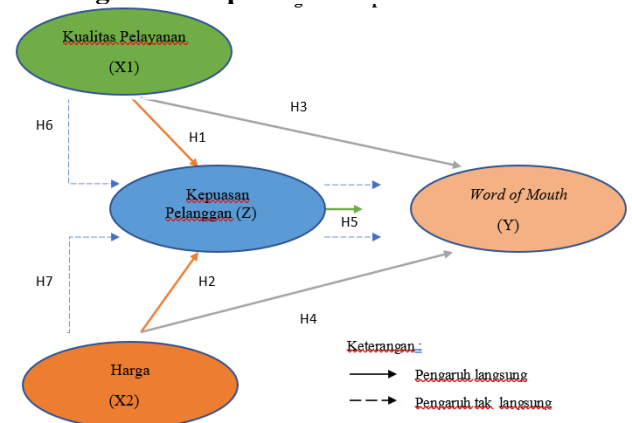 Kualitas Pelayanan
(X1)
H3
H6
H1
Kepuasan
Pelanggan (Z)
Word of Mouth
(Y)
H5
H7
H2
H4
Keterangan :
Harga
(X2)
Pengaruh langsung
Pengaruh tak langsung